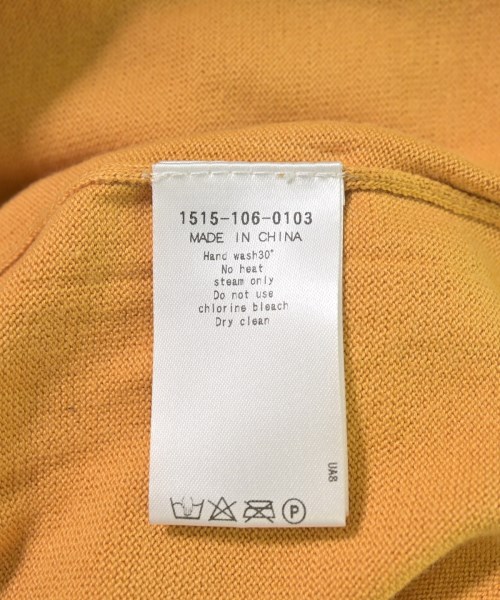 1515-106-0103
MADE IN CHINA
Hand wash30°
No heat
steam only
Do not use
chlorine bleach
Dry clean
UA8
P